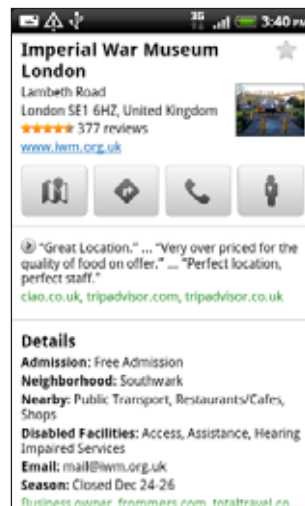 3G 3:40 PM
Imperial War Museum
London
Lambeth Road
London SE1 6HZ, United Kingdom
377 reviews
www.iwm.org.uk
"Great Location." ... "Very over priced for the
quality of food on offer." ... "Perfect location,
perfect staff."
ciao.co.uk, tripadvisor.com, tripadvisor.co.uk
Details
Admission: Free Admission
Neighborhood: Southwark
Nearby: Public Transport, Restaurants/Cafes,
Shops
Disabled Facilities: Access, Assistance, Hearing
Impaired Services
Email: mail@iwm.org.uk
Season: Closed Dec 24-26
Business owner, frommers.com, totaltravel.co